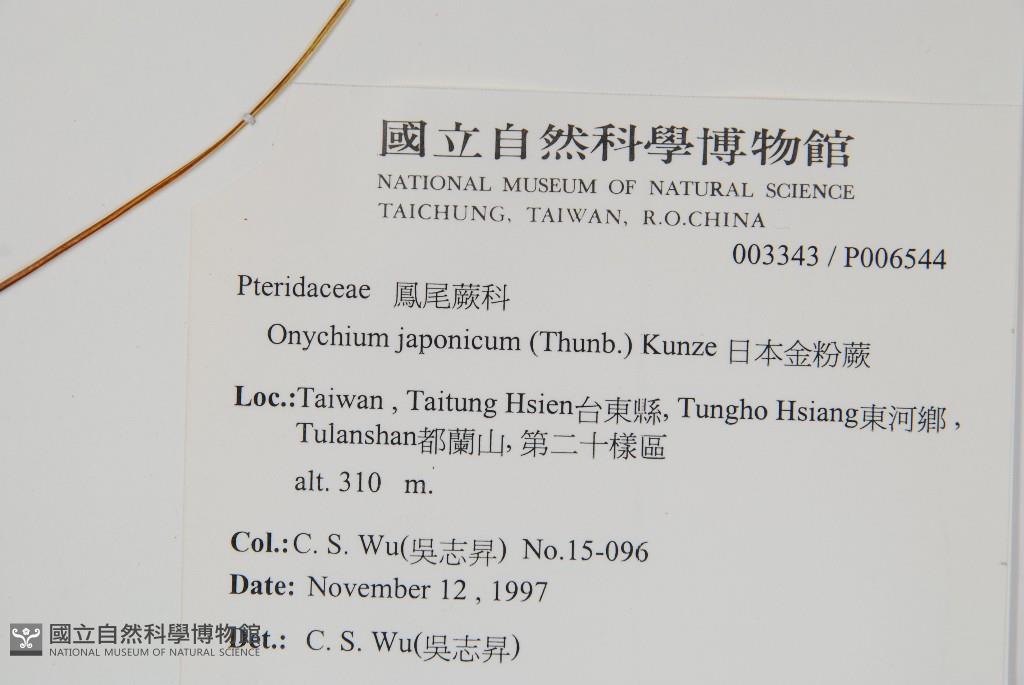 國立自然科學博物館
NATIONAL MUSEUM OF NATURAL SCIENCE
TAICHUNG, TAIWAN, R.O.CHINA
003343 / P006544
Pteridaceae 鳳尾蕨科
Onychium japonicum (Thunb.) Kunze 日本金粉蕨
Loc.:Taiwan , Taitung Hsien台東縣, Tungho Hsiang東河鄉 ,
Tulanshan都蘭山, 第二十樣區
alt. 310 m.
Col.:C. S. Wu(吳志昇) No.15-096
Date: November 12 , 1997
Det.: C. S. Wu(吳志昇)
國立自然科學博物館
NATIONAL MUSEUM OF NATURAL SCIENCE